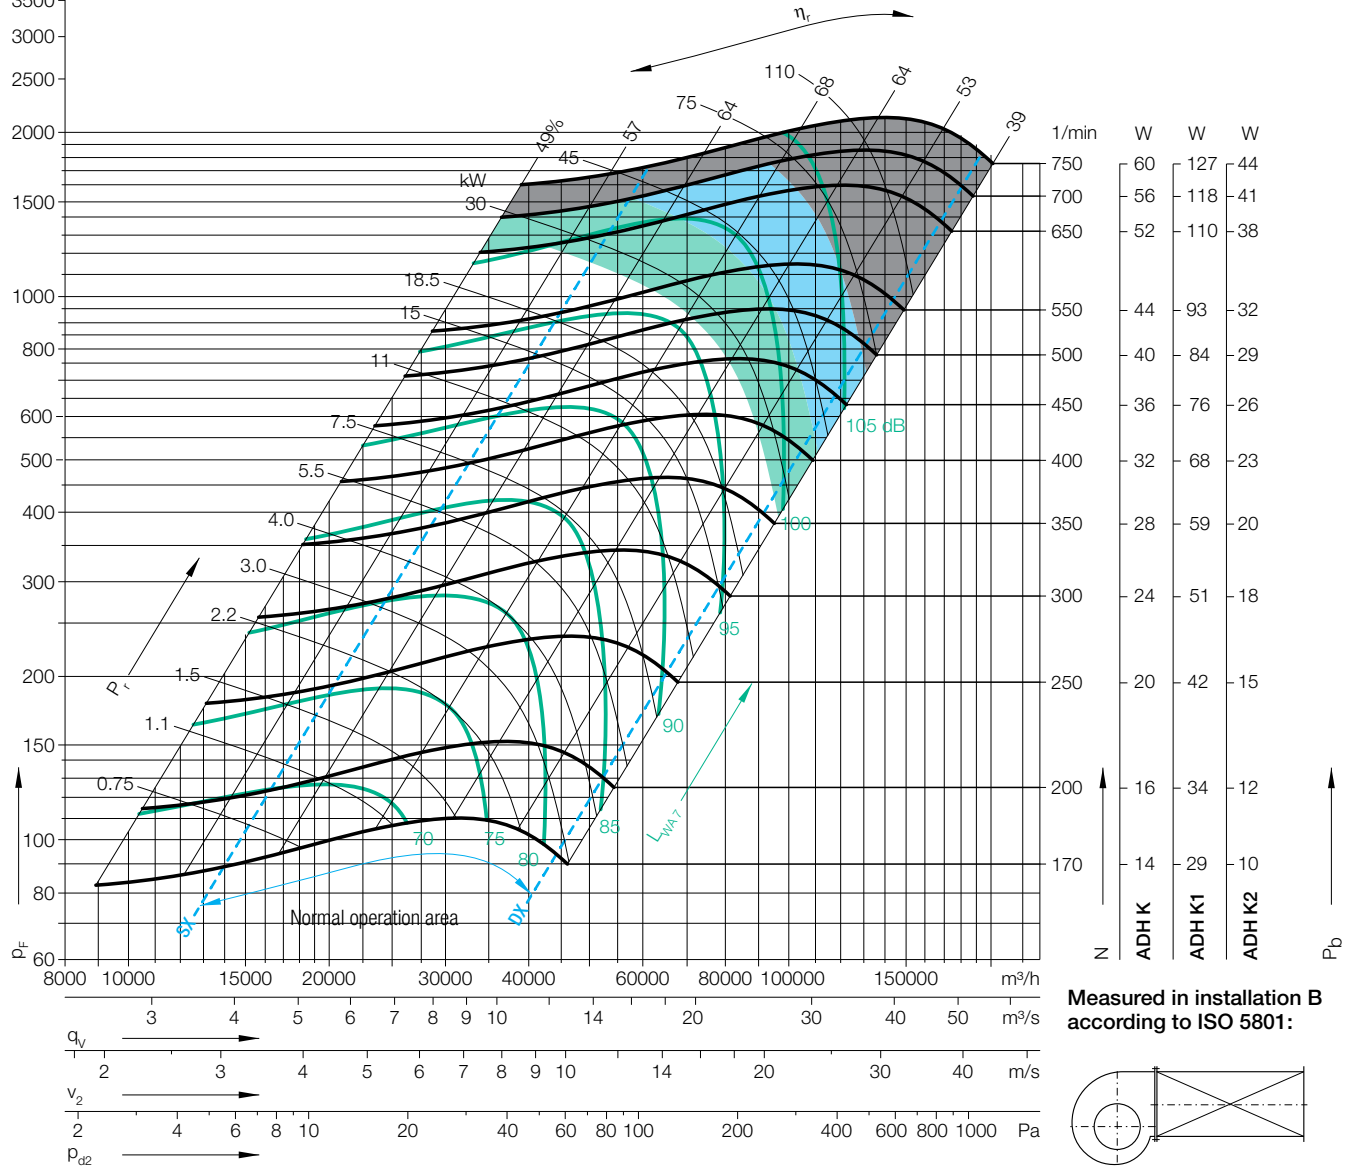 3500
3000
2500
2000
1500
1000
800
600
500
400
300
200
150
100
80
60
p_F
P_r
η_r
49%
57
64
68
64
53
39
kW
110
75
45
30
18.5
15
11
7.5
5.5
4.0
3.0
2.2
1.5
1.1
0.75
105 dB
100
95
90
85
80
75
70
L_WA7
SX
DX
Normal operation area
1/min W W W
750 60 127 44
700 56 118 41
650 52 110 38
550 44 93 32
500 40 84 29
450 36 76 26
400 32 68 23
350 28 59 20
300 24 51 18
250 20 42 15
200 16 34 12
170 14 29 10
N
ADH K
ADH K1
ADH K2
P_b
8000 10000 15000 20000 30000 40000 60000 80000 100000 150000 m³/h
3 4 5 6 7 8 9 10 14 20 30 40 50 m³/s
q_V
2 3 4 5 6 7 8 9 10 14 20 30 40 m/s
v_2
2 4 6 8 10 20 40 60 80 100 200 400 600 800 1000 Pa
p_d2
Measured in installation B
according to ISO 5801: